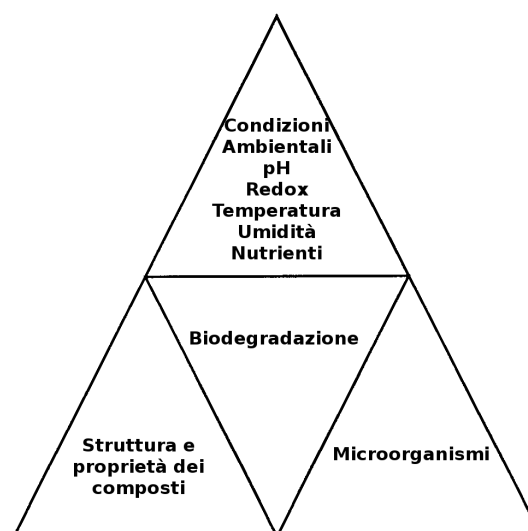 Condizioni
Ambientali
pH
Redox
Temperatura
Umidità
Nutrienti
Biodegradazione
Struttura e
proprietà dei
composti
Microorganismi